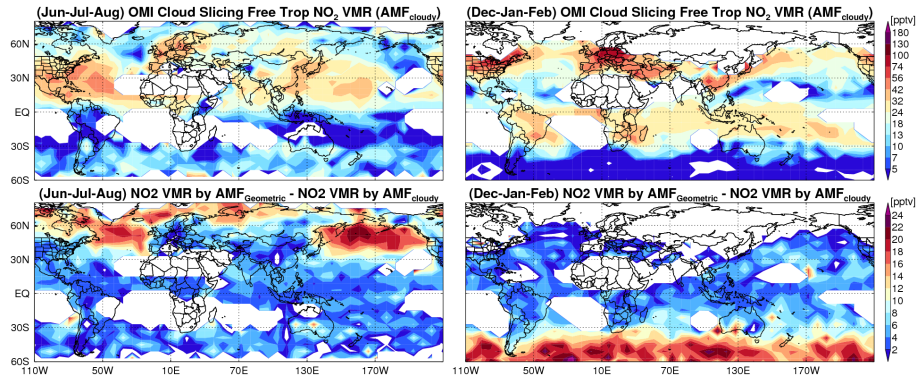 (Jun-Jul-Aug) OMI Cloud Slicing Free Trop NO2 VMR (AMFcloudy)
(Dec-Jan-Feb) OMI Cloud Slicing Free Trop NO2 VMR (AMFcloudy)
[pptv]
60N
30N
EQ
30S
60S
180
130
100
74
56
42
32
24
18
13
10
7
5
(Jun-Jul-Aug) NO2 VMR by AMFGeometric - NO2 VMR by AMFcloudy
(Dec-Jan-Feb) NO2 VMR by AMFGeometric - NO2 VMR by AMFcloudy
[pptv]
60N
30N
EQ
30S
60S
24
22
20
18
16
14
12
10
8
6
4
2
110W 50W 10E 70E 130E 170W
110W 50W 10E 70E 130E 170W